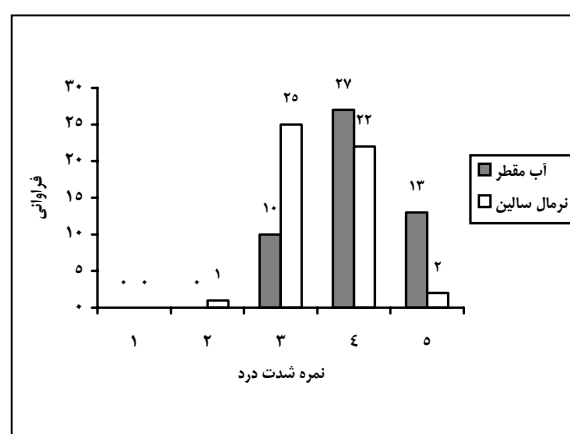 ۳۰
۲۵
۲۰
۱۵
۱۰
۵
۰
فراوانی
۰ ۰
۰ ۱
۱۰ ۲۵
۲۷ ۲۲
۱۳ ۲
۱ ۲ ۳ ٤ ۵
نمره شدت درد
آب مقطر
نرمال سالین